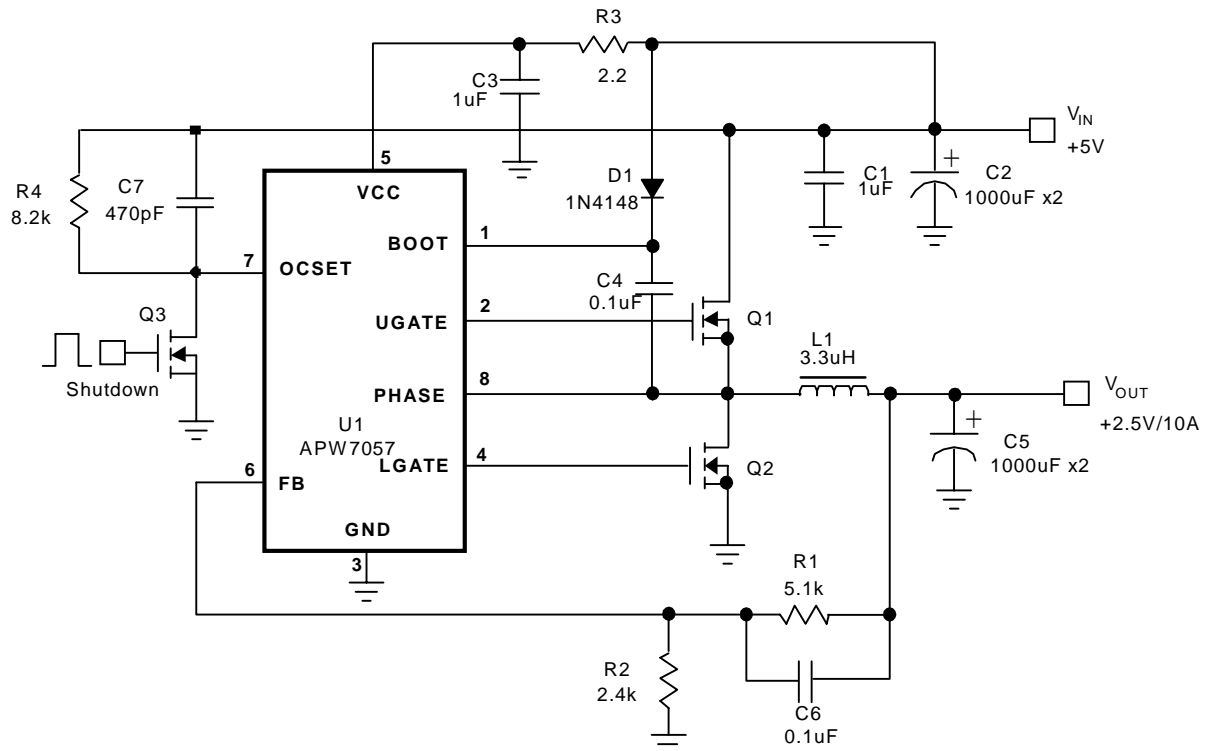 R3
2.2
C3
1uF
V_IN
+5V
5
VCC
R4
8.2k
C7
470pF
D1
1N4148
C1
1uF
+
C2
1000uF x2
1
BOOT
7
OCSET
C4
0.1uF
2
UGATE
Q1
Q3
Shutdown
L1
3.3uH
8
PHASE
V_OUT
+2.5V/10A
U1
APW7057
4
LGATE
Q2
+
C5
1000uF x2
6
FB
GND
3
R1
5.1k
R2
2.4k
C6
0.1uF